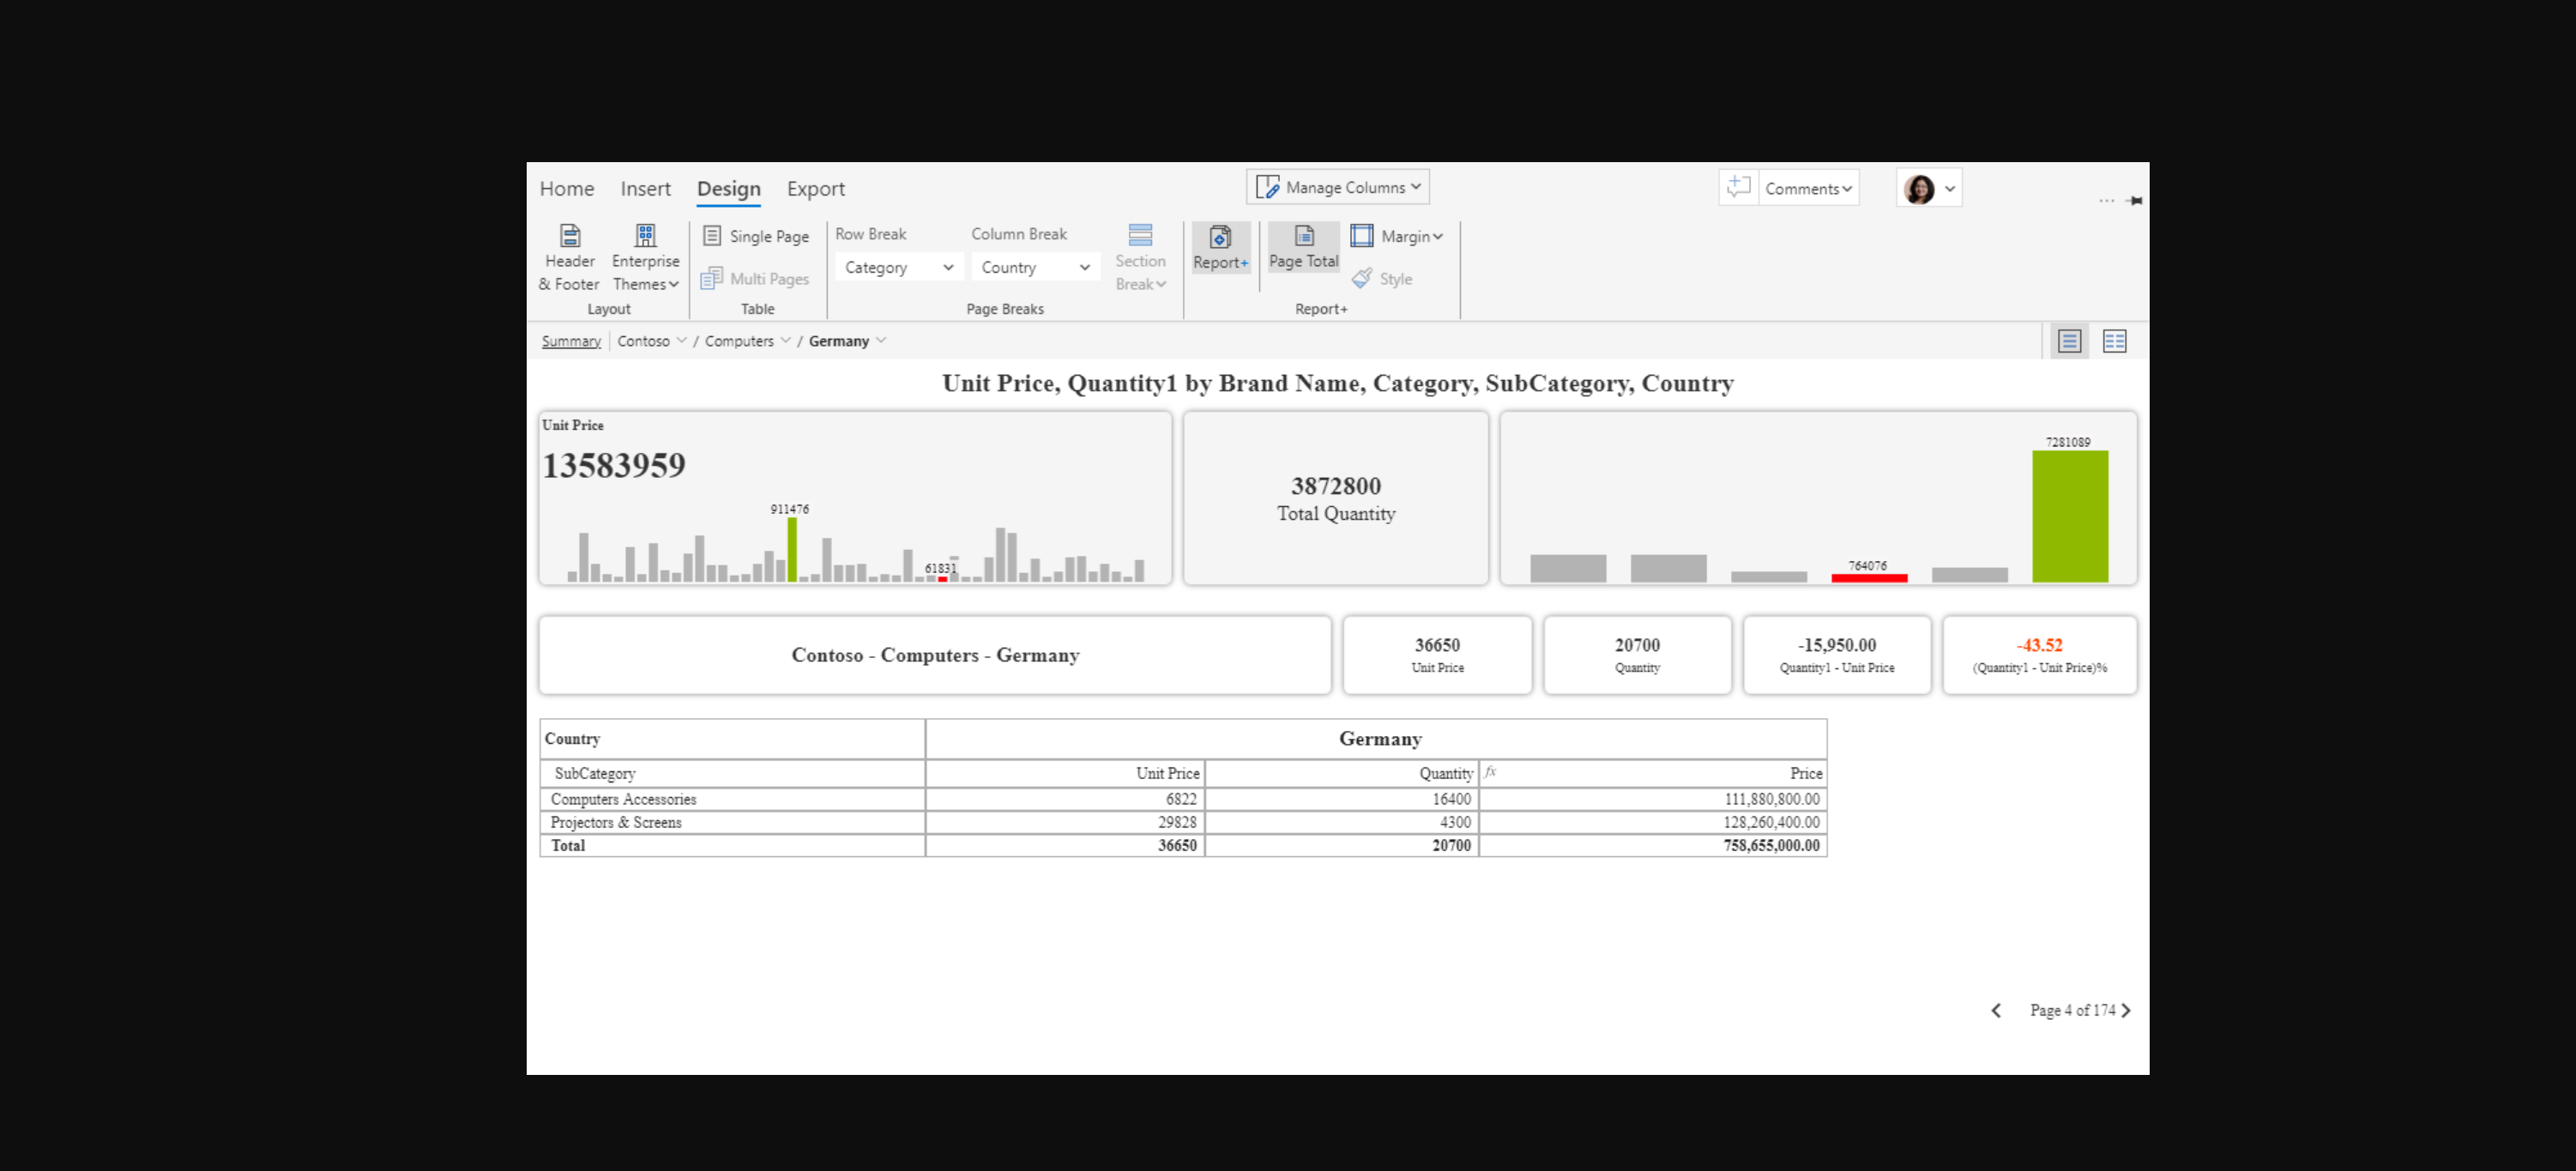 Home Insert Design Export Manage Columns Comments
Header & Footer Enterprise Themes Single Page Multi Pages Row Break Category Column Break Country Section Break Report+ Page Total Margin Style
Layout Table Page Breaks Report+
Summary Contoso / Computers / Germany
Unit Price, Quantity1 by Brand Name, Category, SubCategory, Country
Unit Price
13583959
911476
61831
3872800
Total Quantity
7281089
764076
Contoso - Computers - Germany
36650
Unit Price
20700
Quantity
-15,950.00
Quantity1 - Unit Price
-43.52
(Quantity1 - Unit Price)%
Country Germany
SubCategory Unit Price Quantity fx Price
Computers Accessories 6822 16400 111,880,800.00
Projectors & Screens 29828 4300 128,260,400.00
Total 36650 20700 758,655,000.00
Page 4 of 174